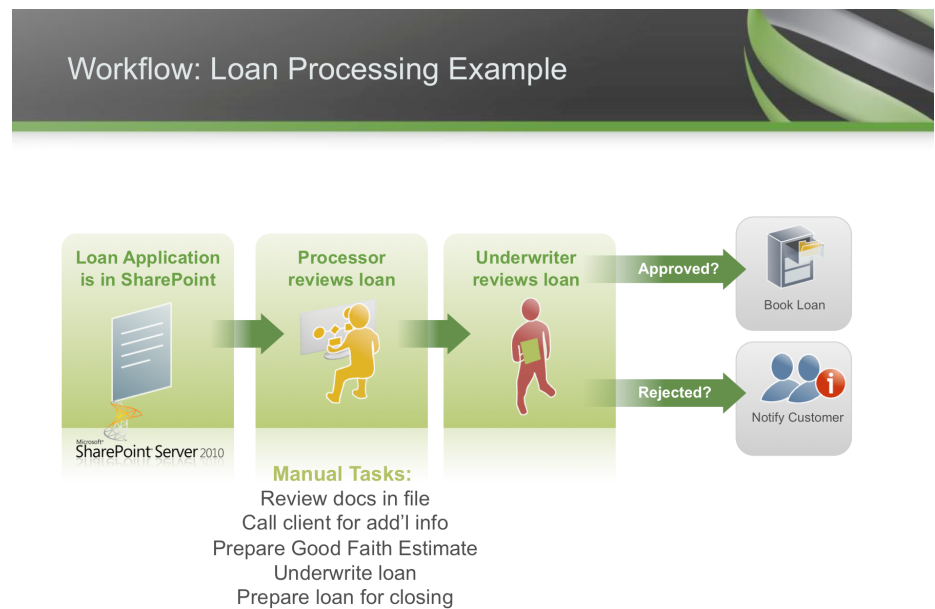 Workflow: Loan Processing Example
Loan Application
is in SharePoint
Processor
reviews loan
Underwriter
reviews loan
Approved?
Book Loan
Rejected?
Notify Customer
Microsoft®
SharePoint Server 2010
Manual Tasks:
Review docs in file
Call client for add’l info
Prepare Good Faith Estimate
Underwrite loan
Prepare loan for closing